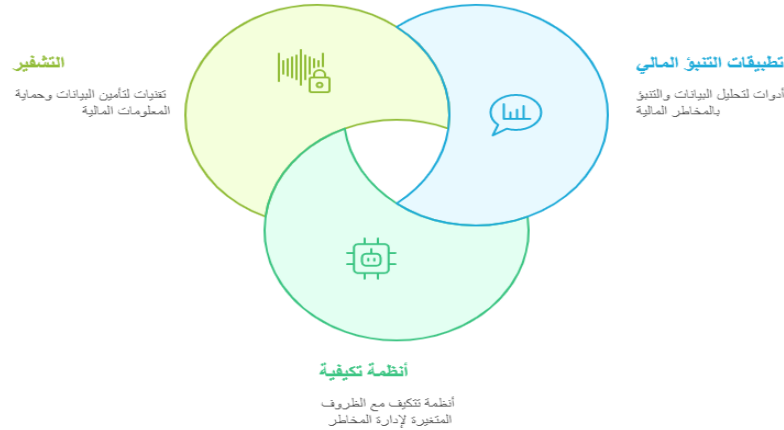 تطبيقات التنبؤ المالي
أدوات لتحليل البيانات والتنبؤ
بالمخاطر المالية
التشفير
تقنيات لتأمين البيانات وحماية
المعلومات المالية
أنظمة تكيفية
أنظمة تتكيف مع الظروف
المتغيرة لإدارة المخاطر